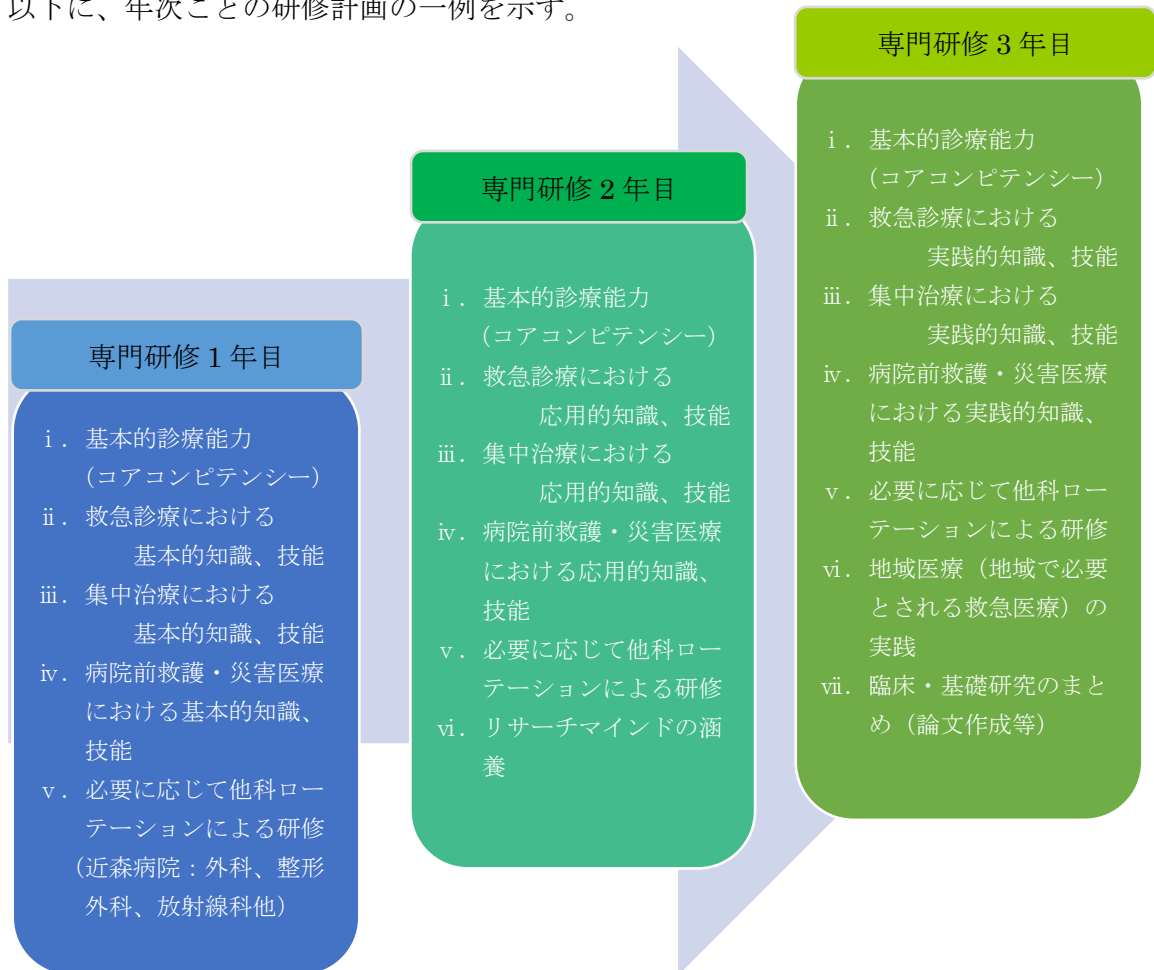 以下に、年次ごとの研修計画の一例を示す。
専門研修 1 年目
ⅰ．基本的診療能力
（コアコンピテンシー）
ⅱ．救急診療における
基本的知識、技能
ⅲ．集中治療における
基本的知識、技能
ⅳ．病院前救護・災害医療
における基本的知識、
技能
ⅴ．必要に応じて他科ロー
テーションによる研修
（近森病院：外科、整形
外科、放射線科他）
専門研修 2 年目
ⅰ．基本的診療能力
（コアコンピテンシー）
ⅱ．救急診療における
応用的知識、技能
ⅲ．集中治療における
応用的知識、技能
ⅳ．病院前救護・災害医療
における応用的知識、
技能
ⅴ．必要に応じて他科ロー
テーションによる研修
ⅵ．リサーチマインドの涵
養
専門研修 3 年目
ⅰ．基本的診療能力
（コアコンピテンシー）
ⅱ．救急診療における
実践的知識、技能
ⅲ．集中治療における
実践的知識、技能
ⅳ．病院前救護・災害医療
における実践的知識、
技能
ⅴ．必要に応じて他科ロー
テーションによる研修
ⅵ．地域医療（地域で必要
とされる救急医療）の
実践
ⅶ．臨床・基礎研究のまと
め（論文作成等）